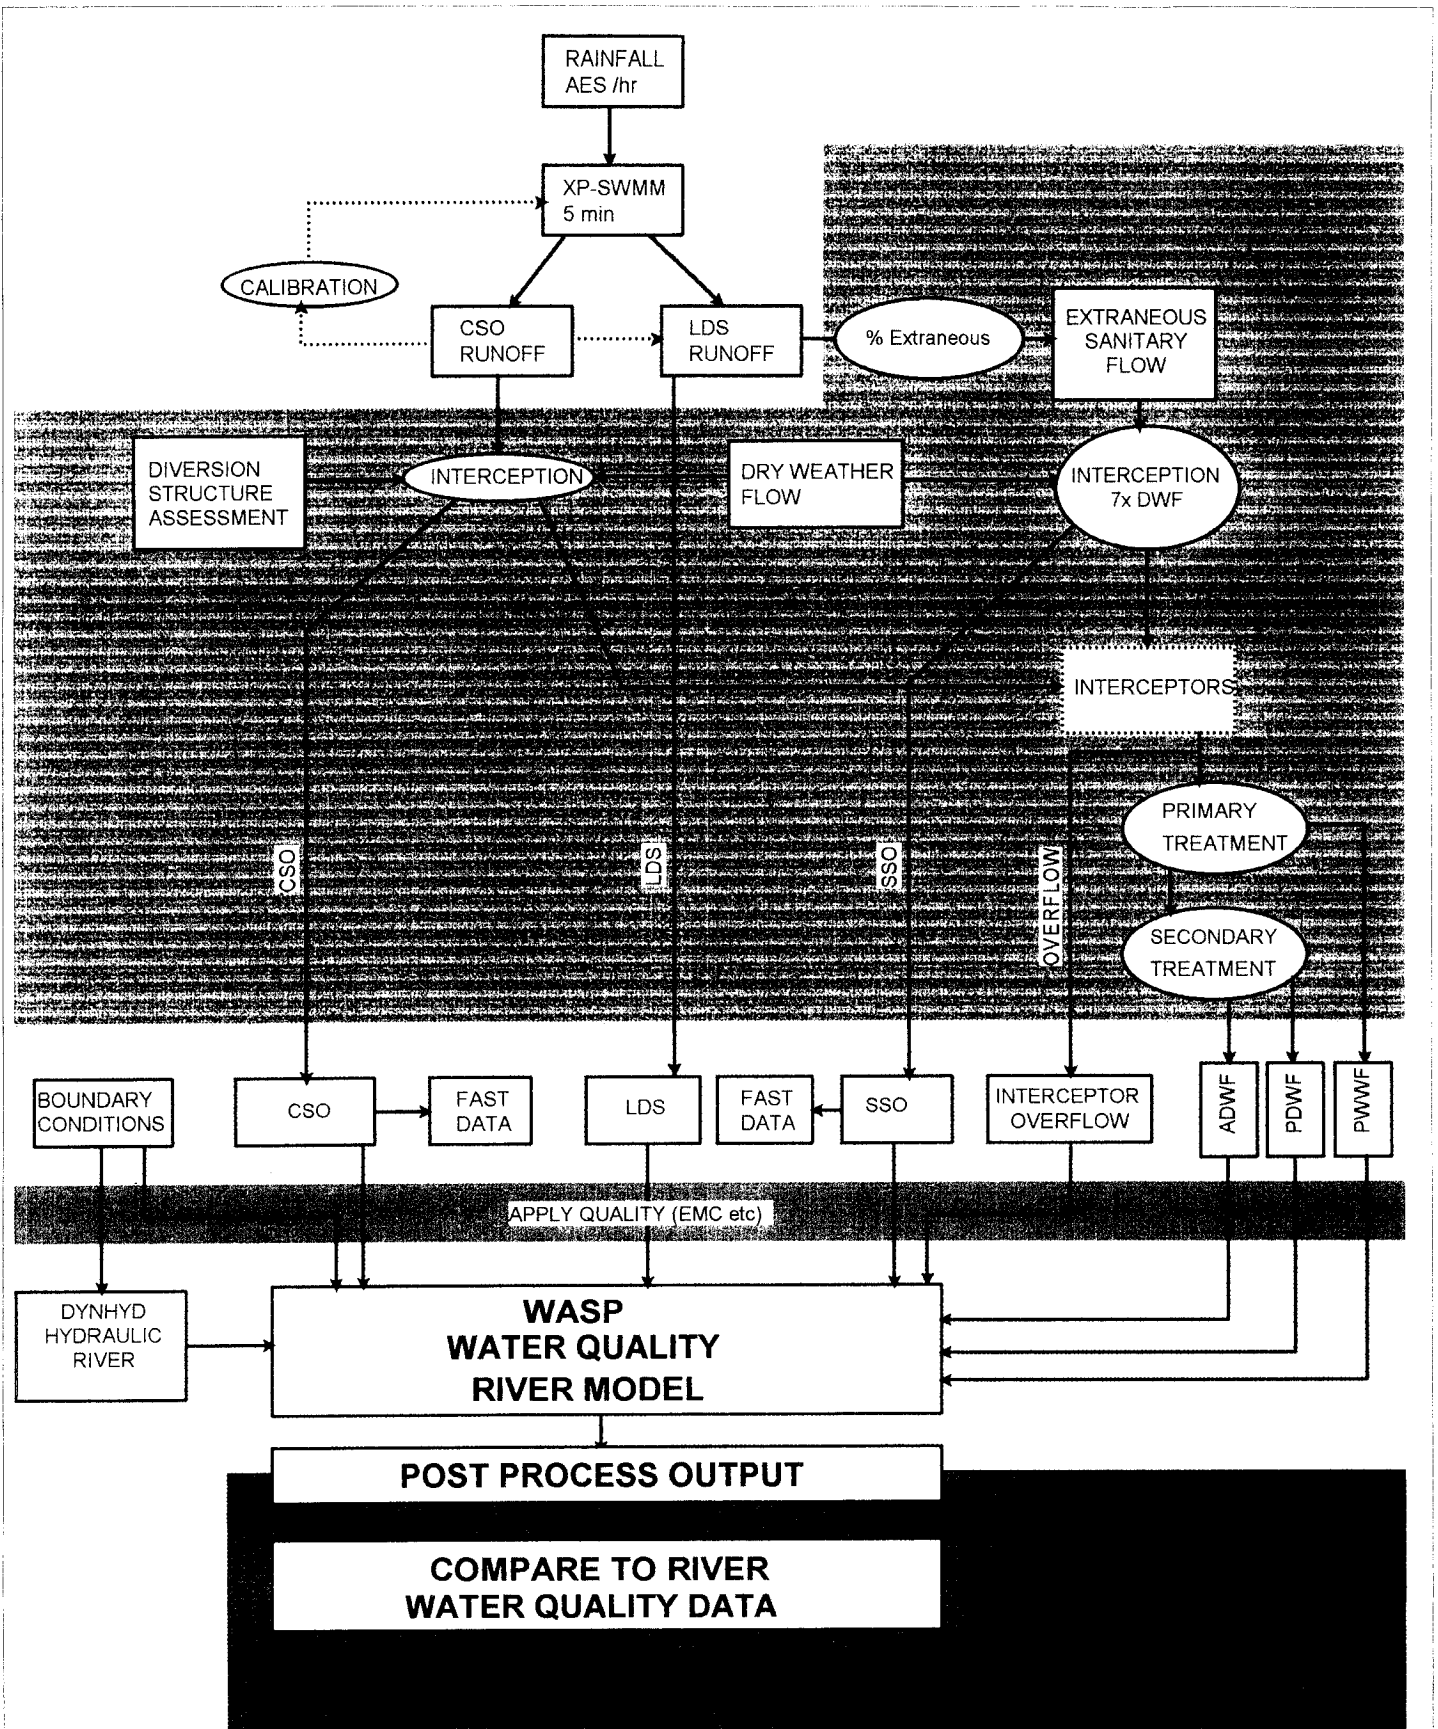 RAINFALL
AES /hr
XP-SWMM
5 min
CALIBRATION
CSO
RUNOFF
LDS
RUNOFF
% Extraneous
EXTRANEOUS
SANITARY
FLOW
DIVERSION
STRUCTURE
ASSESSMENT
INTERCEPTION
DRY WEATHER
FLOW
INTERCEPTION
7x DWF
INTERCEPTORS
PRIMARY
TREATMENT
CSO
LDS
SSO
OVERFLOW
SECONDARY
TREATMENT
BOUNDARY
CONDITIONS
CSO
FAST
DATA
LDS
FAST
DATA
SSO
INTERCEPTOR
OVERFLOW
ADWF
PDWF
PWWF
APPLY QUALITY (EMC etc)
DYNHYD
HYDRAULIC
RIVER
WASP
WATER QUALITY
RIVER MODEL
POST PROCESS OUTPUT
COMPARE TO RIVER
WATER QUALITY DATA